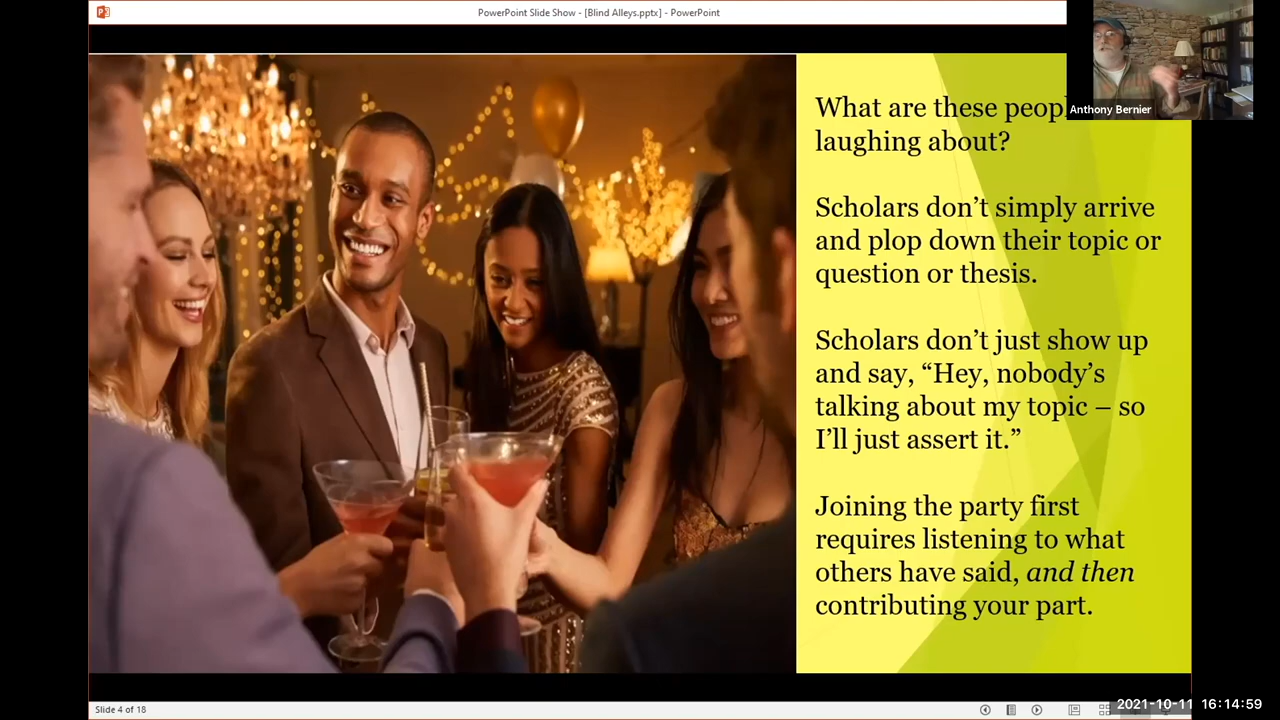 PowerPoint Slide Show - [Blind Alleys.pptx] - PowerPoint
Anthony Bernier
What are these
laughing about?
Scholars don’t simply arrive
and plop down their topic or
question or thesis.
Scholars don’t just show up
and say, “Hey, nobody’s
talking about my topic – so
I’ll just assert it.”
Joining the party first
requires listening to what
others have said, and then
contributing your part.
Slide 4 of 18
2021-10-11 16:14:59